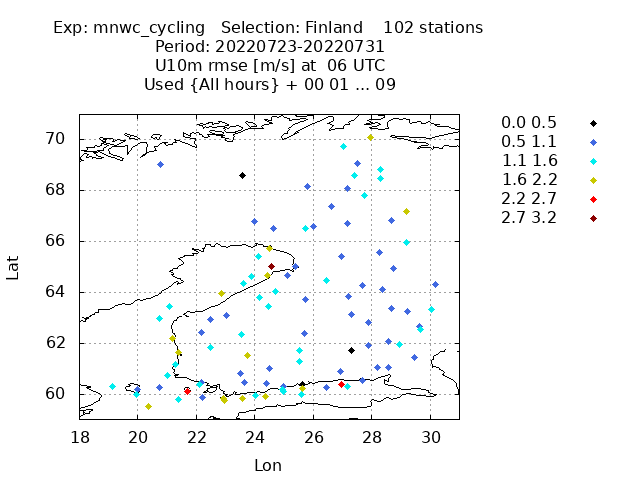 Exp: mnwc_cycling   Selection: Finland    102 stations
Period: 20220723-20220731
U10m rmse [m/s] at  06 UTC
Used {All hours} + 00 01 ... 09
0.0 0.5
0.5 1.1
1.1 1.6
1.6 2.2
2.2 2.7
2.7 3.2
70
68
66
64
62
60
Lat
18 20 22 24 26 28 30
Lon